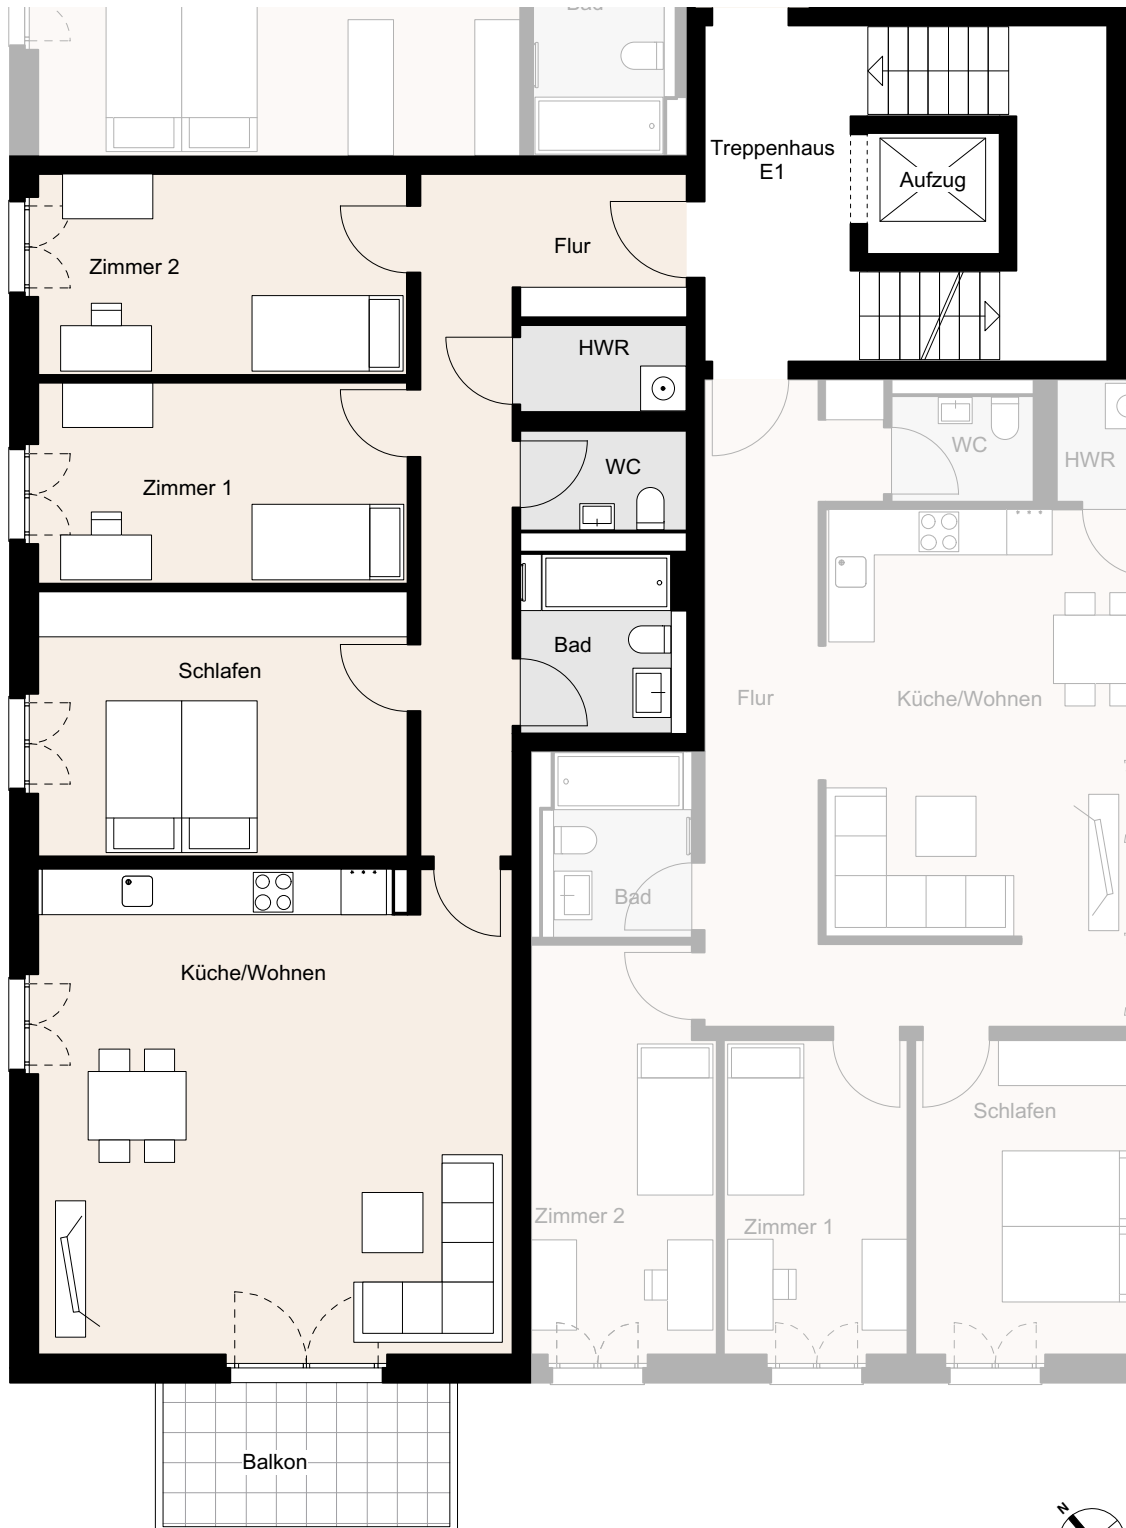 Bad
Treppenhaus
E1
Aufzug
Flur
Zimmer 2
HWR
WC
Zimmer 1
WC
HWR
Bad
Schlafen
Flur
Küche/Wohnen
Bad
Küche/Wohnen
Schlafen
Zimmer 2
Zimmer 1
Balkon
N